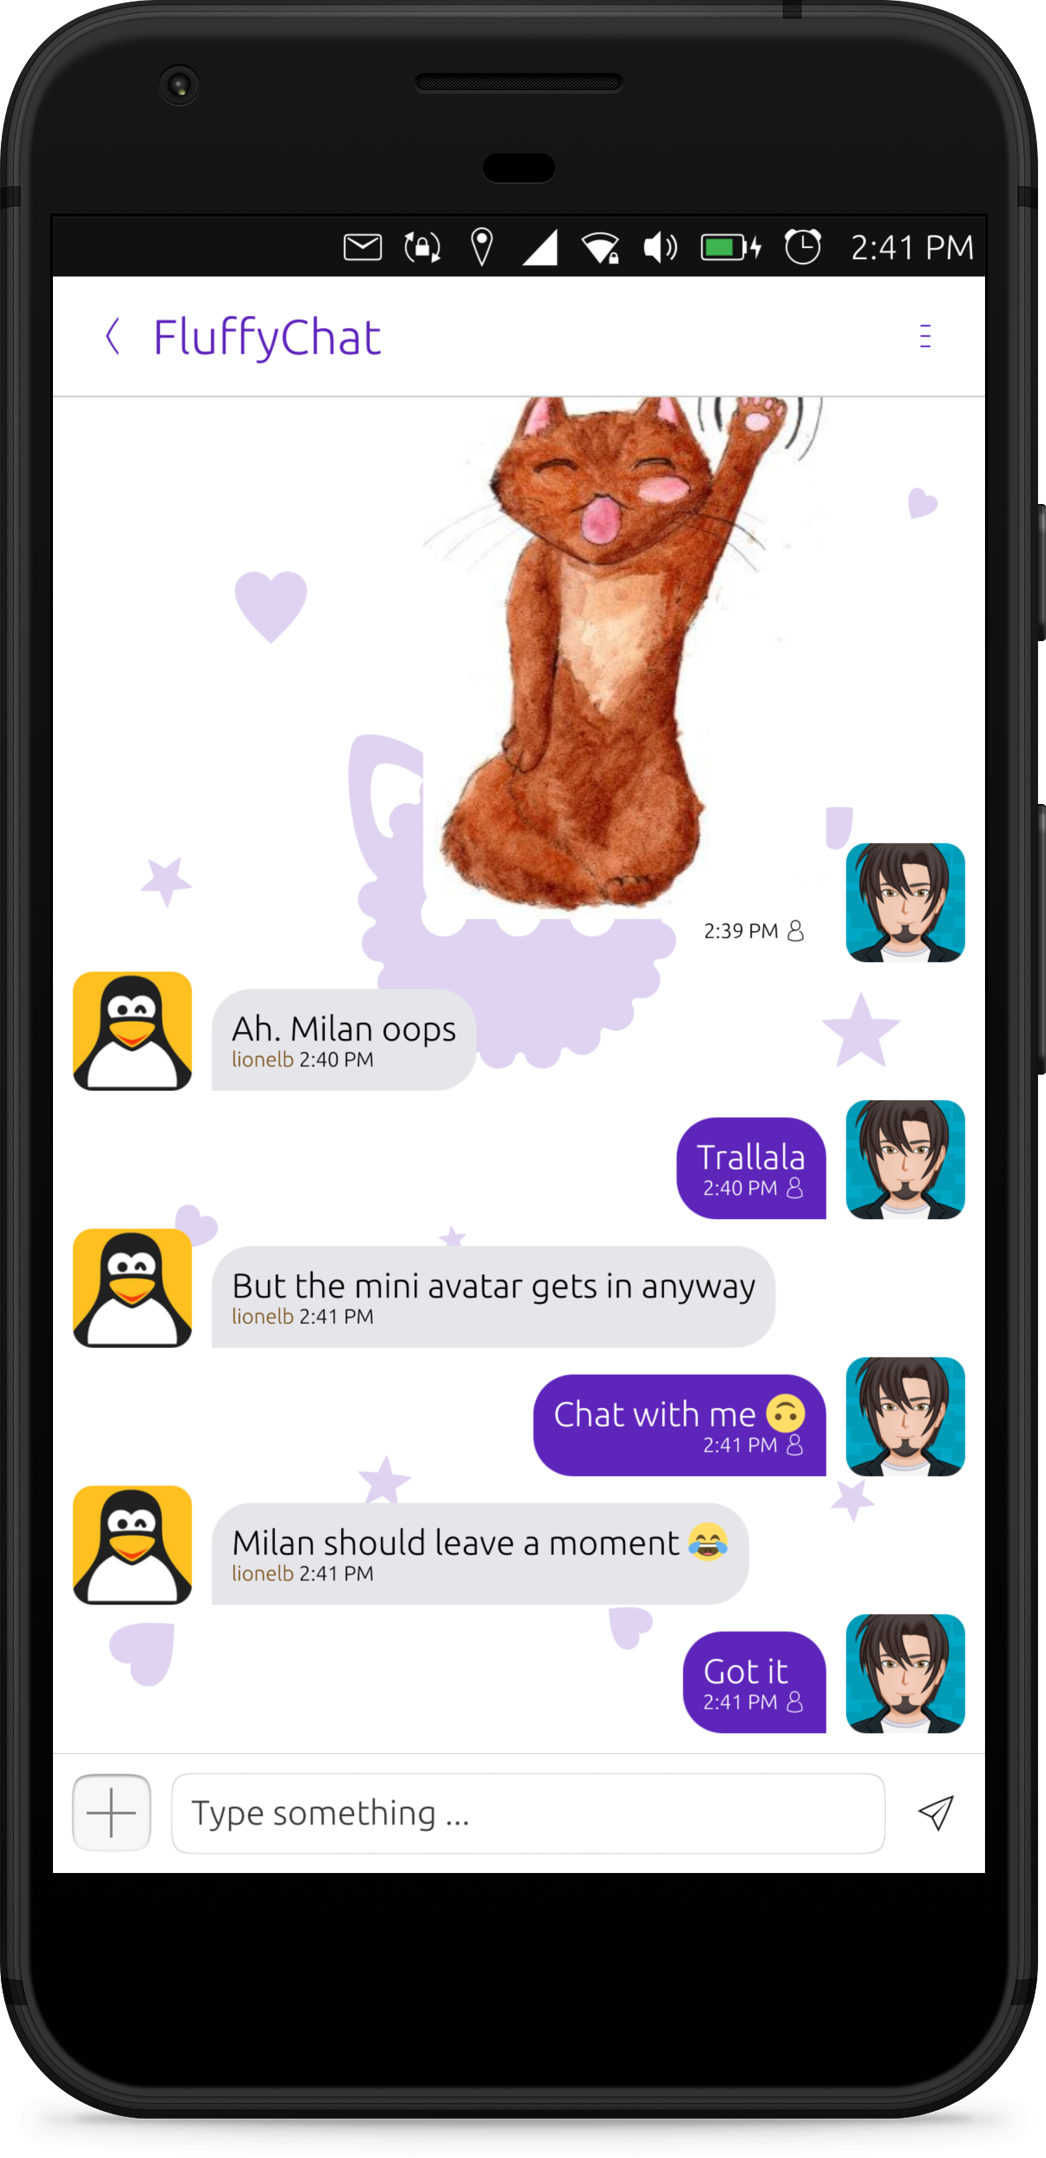 2:41 PM
FluffyChat
2:39 PM
Ah. Milan oops
lionelb 2:40 PM
Trallala
2:40 PM
But the mini avatar gets in anyway
lionelb 2:41 PM
Chat with me 🙃
2:41 PM
Milan should leave a moment 😂
lionelb 2:41 PM
Got it
2:41 PM
Type something ...